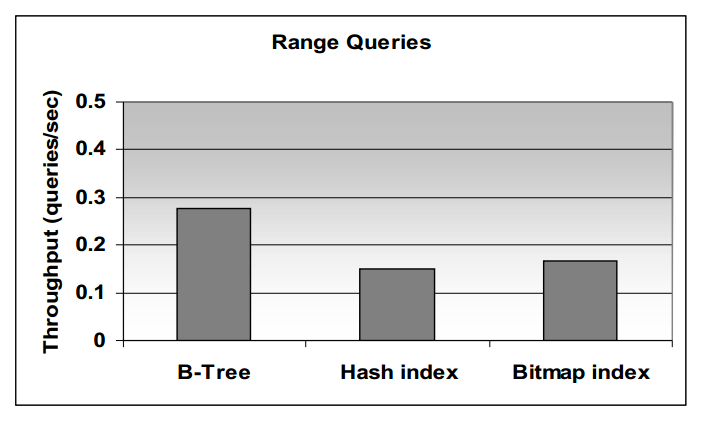 Range Queries
Throughput (queries/sec)
0.5
0.4
0.3
0.2
0.1
0
B-Tree Hash index Bitmap index